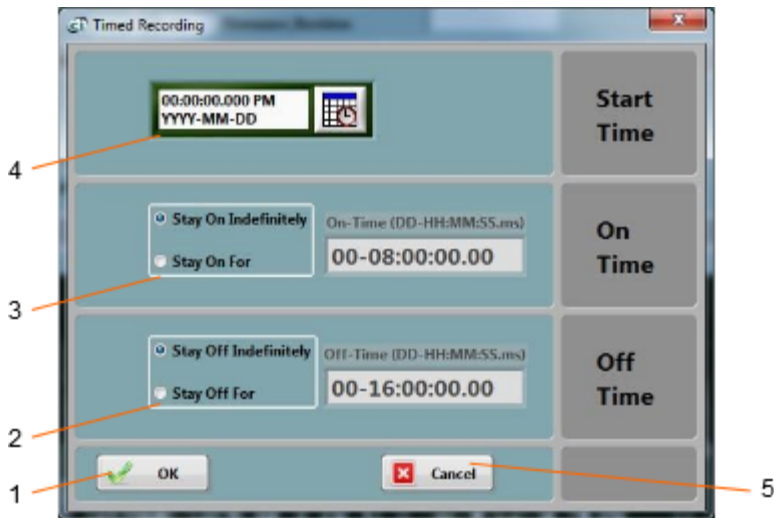 Timed Recording
00:00:00.000 PM
YYYY-MM-DD
Start
Time
4
Stay On Indefinitely
On-Time (DD-HH:MM:SS.ms)
Stay On For
00-08:00:00.00
On
Time
3
Stay Off Indefinitely
Off-Time (DD-HH:MM:SS.ms)
Stay Off For
00-16:00:00.00
Off
Time
2
OK
Cancel
1
5